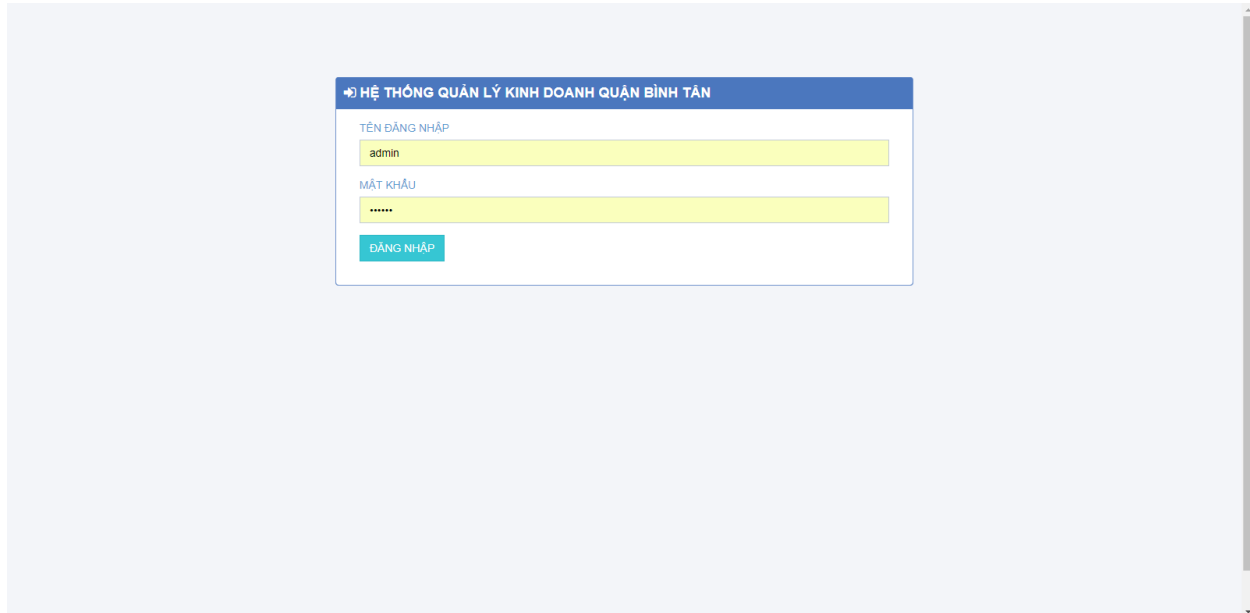 HỆ THỐNG QUẢN LÝ KINH DOANH QUẬN BÌNH TÂN
TÊN ĐĂNG NHẬP
admin
MẬT KHẨU
••••••
ĐĂNG NHẬP